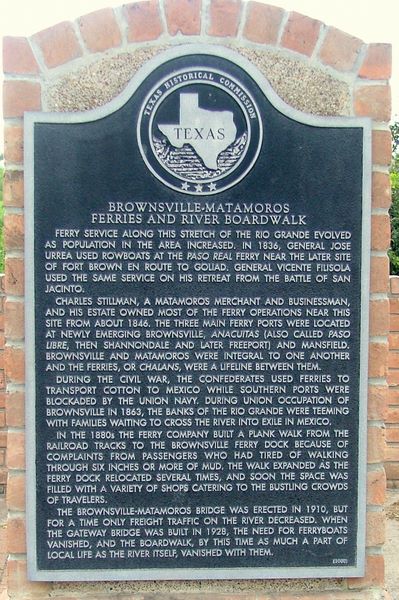 TEXAS HISTORICAL COMMISSION
TEXAS
BROWNSVILLE-MATAMOROS
FERRIES AND RIVER BOARDWALK
FERRY SERVICE ALONG THIS STRETCH OF THE RIO GRANDE EVOLVED
AS POPULATION IN THE AREA INCREASED. IN 1836, GENERAL JOSE
URREA USED ROWBOATS AT THE PASO REAL FERRY NEAR THE LATER SITE
OF FORT BROWN EN ROUTE TO GOLIAD. GENERAL VICENTE FILISOLA
USED THE SAME SERVICE ON HIS RETREAT FROM THE BATTLE OF SAN
JACINTO.
CHARLES STILLMAN, A MATAMOROS MERCHANT AND BUSINESSMAN,
AND HIS ESTATE OWNED MOST OF THE FERRY OPERATIONS NEAR THIS
SITE FROM ABOUT 1846. THE THREE MAIN FERRY PORTS WERE LOCATED
AT NEWLY EMERGING BROWNSVILLE, ANACUITAS (ALSO CALLED PASO
LIBRE, THEN SHANNONDALE AND LATER FREEPORT) AND MANSFIELD.
BROWNSVILLE AND MATAMOROS WERE INTEGRAL TO ONE ANOTHER
AND THE FERRIES, OR CHALANS, WERE A LIFELINE BETWEEN THEM.
DURING THE CIVIL WAR, THE CONFEDERATES USED FERRIES TO
TRANSPORT COTTON TO MEXICO WHILE SOUTHERN PORTS WERE
BLOCKADED BY THE UNION NAVY. DURING UNION OCCUPATION OF
BROWNSVILLE IN 1863, THE BANKS OF THE RIO GRANDE WERE TEEMING
WITH FAMILIES WAITING TO CROSS THE RIVER INTO EXILE IN MEXICO.
IN THE 1880s THE FERRY COMPANY BUILT A PLANK WALK FROM THE
RAILROAD TRACKS TO THE BROWNSVILLE FERRY DOCK BECAUSE OF
COMPLAINTS FROM PASSENGERS WHO HAD TIRED OF WALKING
THROUGH SIX INCHES OR MORE OF MUD. THE WALK EXPANDED AS THE
FERRY DOCK RELOCATED SEVERAL TIMES, AND SOON THE SPACE WAS
FILLED WITH A VARIETY OF SHOPS CATERING TO THE BUSTLING CROWDS
OF TRAVELERS.
THE BROWNSVILLE-MATAMOROS BRIDGE WAS ERECTED IN 1910, BUT
FOR A TIME ONLY FREIGHT TRAFFIC ON THE RIVER DECREASED. WHEN
THE GATEWAY BRIDGE WAS BUILT IN 1928, THE NEED FOR FERRYBOATS
VANISHED, AND THE BOARDWALK, BY THIS TIME AS MUCH A PART OF
LOCAL LIFE AS THE RIVER ITSELF, VANISHED WITH THEM.